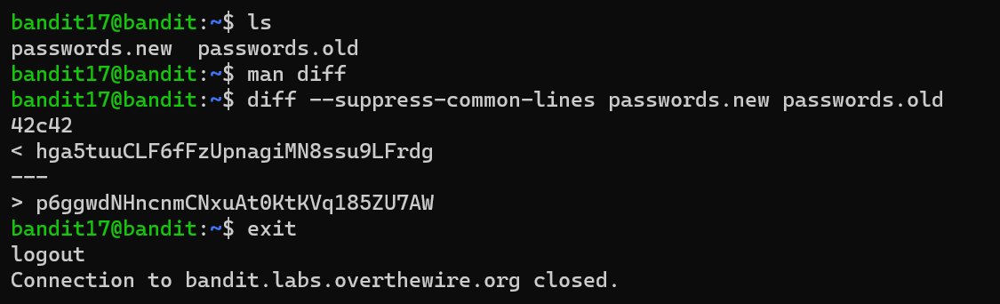 bandit17@bandit:~$ ls
passwords.new  passwords.old
bandit17@bandit:~$ man diff
bandit17@bandit:~$ diff --suppress-common-lines passwords.new passwords.old
42c42
< hga5tuuCLF6fFzUpnagiMN8ssu9LFrdg
---
> p6ggwdNHncnmCNxuAt0KtKVq185ZU7AW
bandit17@bandit:~$ exit
logout
Connection to bandit.labs.overthewire.org closed.